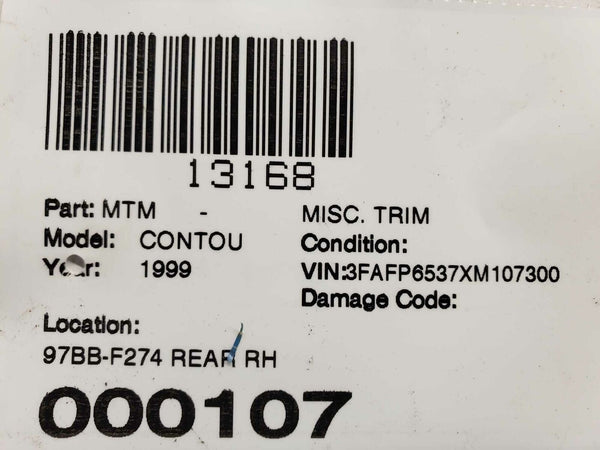 13168
Part: MTM - MISC. TRIM
Model: CONTOU Condition:
Year: 1999 VIN:3FAFP6537XM107300
Damage Code:
Location:
97BB-F274 REAR RH
000107